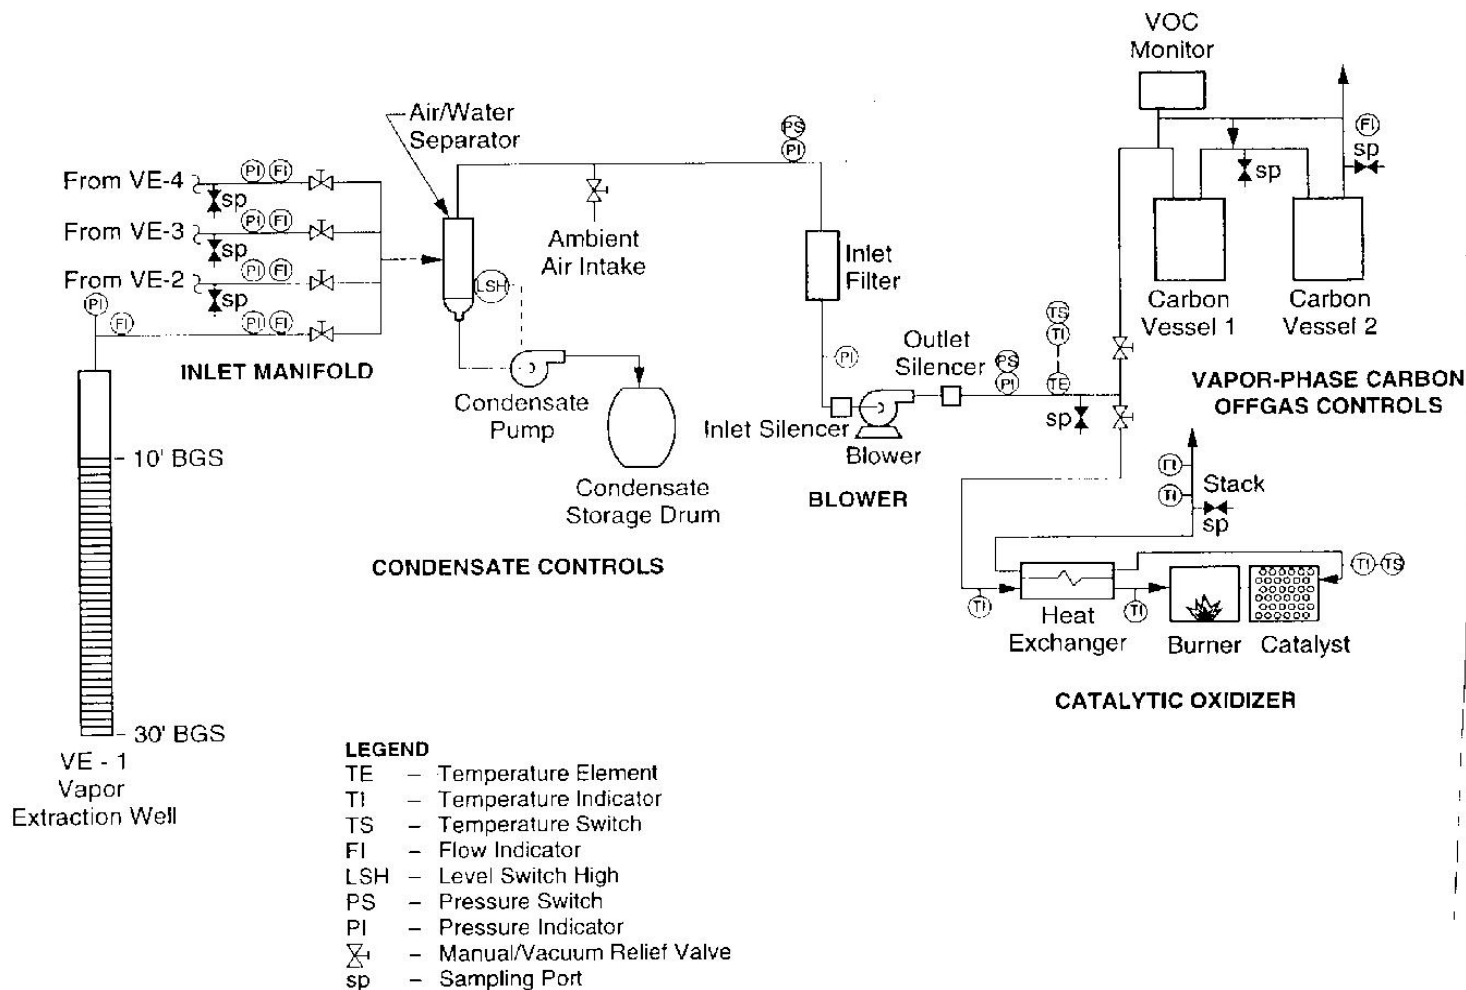 VOC
Monitor
Air/Water
Separator
PS
PI
FI
sp
From VE-4
PI
FI
sp
From VE-3
PI
FI
sp
From VE-2
PI
FI
sp
PI
FI
PI
FI
INLET MANIFOLD
LSH
Ambient
Air Intake
Inlet
Filter
sp
Carbon
Vessel 1
Carbon
Vessel 2
VAPOR-PHASE CARBON
OFFGAS CONTROLS
Condensate
Pump
Condensate
Storage Drum
CONDENSATE CONTROLS
PI
Inlet Silencer
Blower
BLOWER
Outlet
Silencer
PS
PI
TS
TI
TE
sp
10' BGS
30' BGS
VE - 1
Vapor
Extraction Well
TI
Stack
sp
TI
Heat
Exchanger
TI
Burner
Catalyst
TI
TS
CATALYTIC OXIDIZER
LEGEND
TE – Temperature Element
TI – Temperature Indicator
TS – Temperature Switch
FI – Flow Indicator
LSH – Level Switch High
PS – Pressure Switch
PI – Pressure Indicator
– Manual/Vacuum Relief Valve
sp – Sampling Port